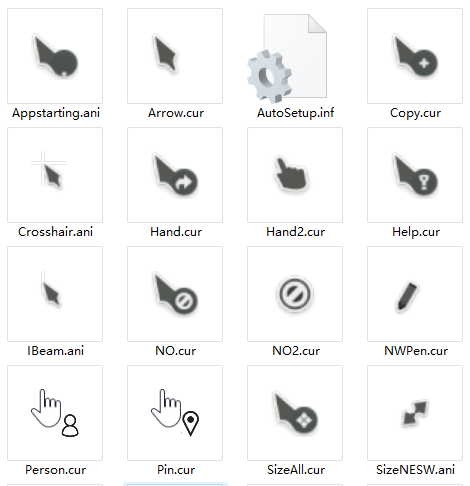 Appstarting.ani
Arrow.cur
AutoSetup.inf
Copy.cur
Crosshair.ani
Hand.cur
Hand2.cur
Help.cur
IBeam.ani
NO.cur
NO2.cur
NWPen.cur
Person.cur
Pin.cur
SizeAll.cur
SizeNESW.ani